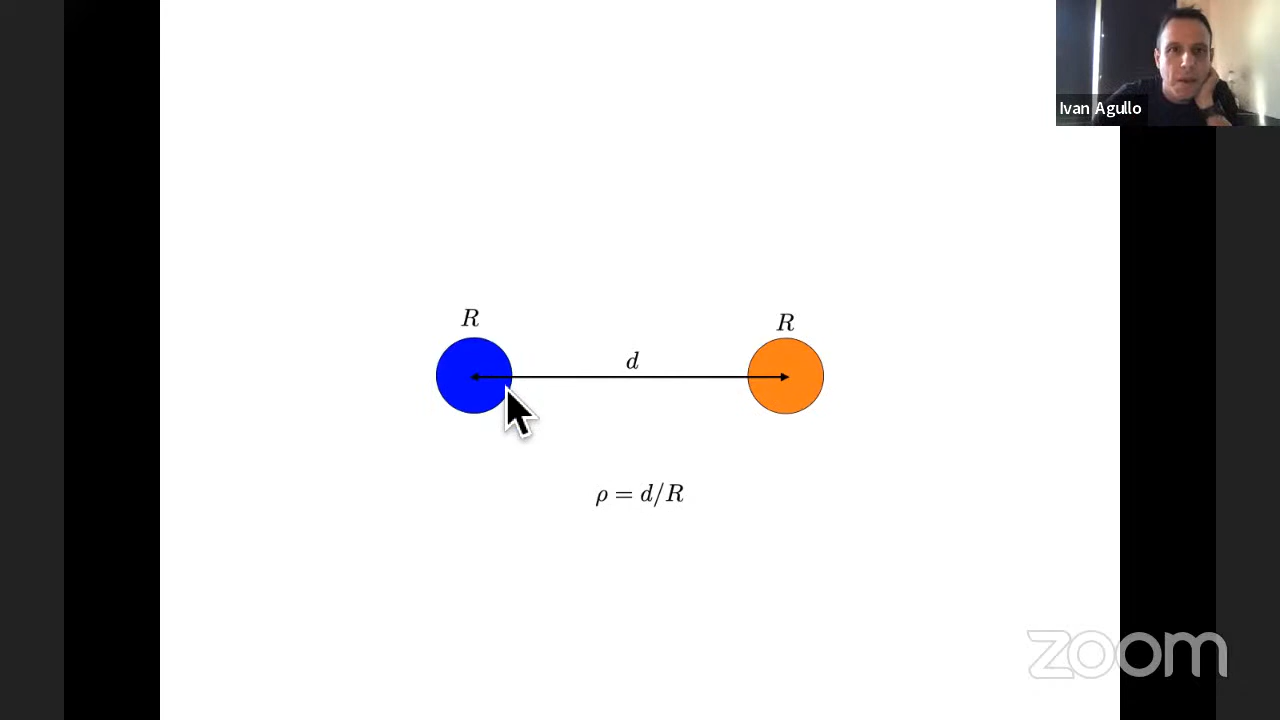 Ivan Agullo
R
R
d
ρ = d/R
zoom